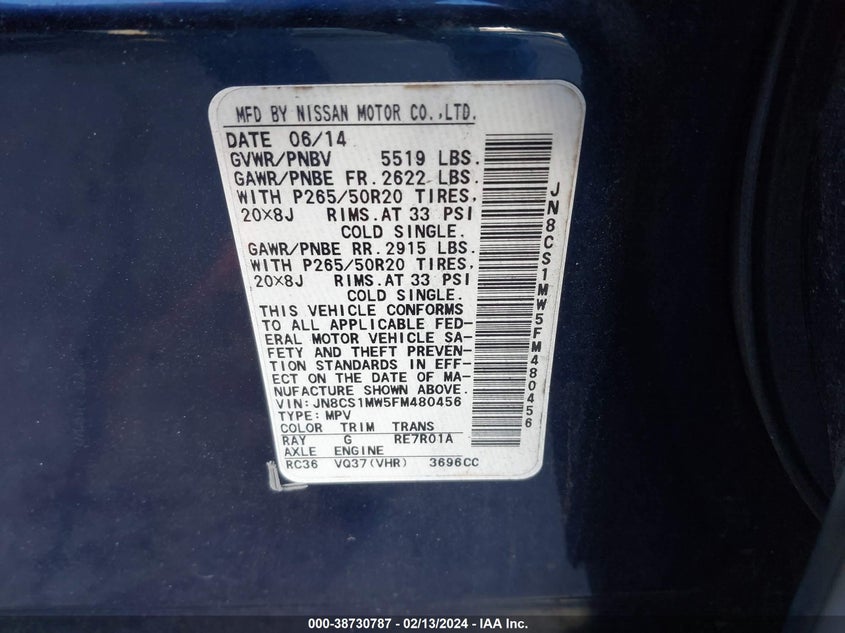 MFD BY NISSAN MOTOR CO.,LTD.
DATE 06/14
GVWR/PNBV 5519 LBS.
GAWR/PNBE FR. 2622 LBS.
WITH P265/50R20 TIRES,
20×8J RIMS.AT 33 PSI
COLD SINGLE.
GAWR/PNBE RR. 2915 LBS.
WITH P265/50R20 TIRES,
20×8J RIMS.AT 33 PSI
COLD SINGLE.
THIS VEHICLE CONFORMS
TO ALL APPLICABLE FED-
ERAL MOTOR VEHICLE SA-
FETY AND THEFT PREVEN-
TION STANDARDS IN EFF-
ECT ON THE DATE OF MA-
NUFACTURE SHOWN ABOVE.
VIN: JN8CS1MW5FM480456
TYPE: MPV
COLOR TRIM TRANS
RAY G RE7R01A
AXLE ENGINE
RC36 VQ37(VHR) 3696CC
JN8CS1MW5FM480456
000-38730787 - 02/13/2024 - IAA Inc.